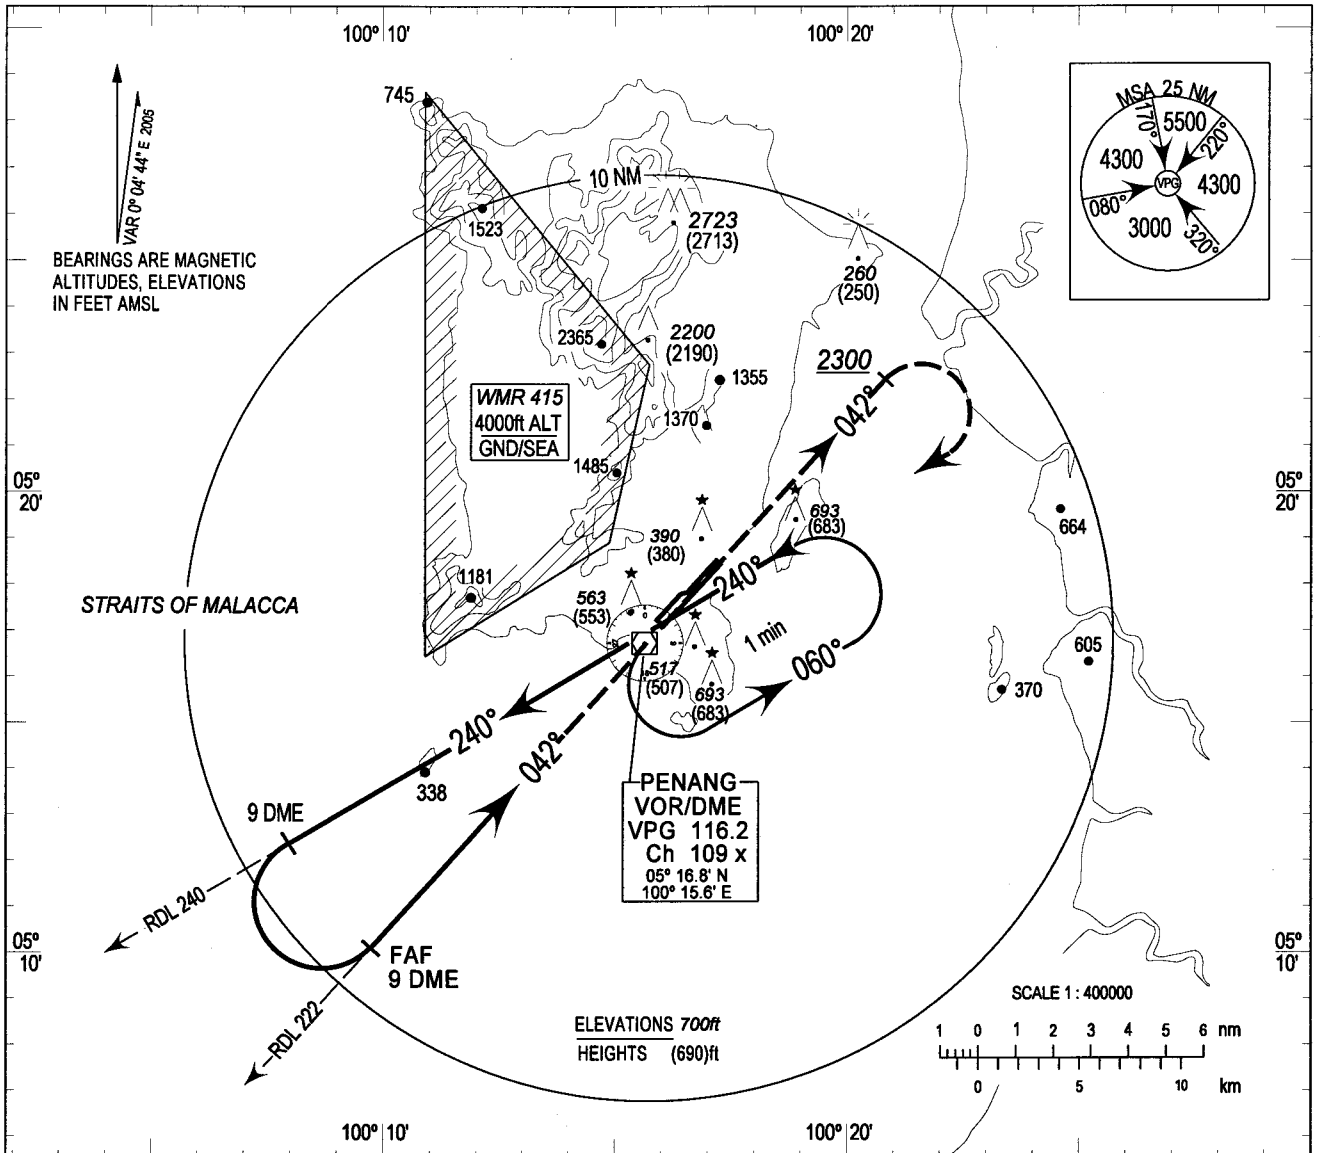 100° 10'
100° 20'
745
VAR 0° 04' 44" E 2005
BEARINGS ARE MAGNETIC
ALTITUDES, ELEVATIONS
IN FEET AMSL
MSA 25 NM
170°
5500
220°
4300
VPG
4300
080°
3000
320°
10 NM
1523
2723
(2713)
260
(250)
2365
2200
(2190)
1355
2300
WMR 415
4000ft ALT
GND/SEA
1370
042°
1485
05°
20'
05°
20'
693
(683)
664
390
(380)
1181
STRAITS OF MALACCA
563
(553)
240°
1 min
060°
605
370
517
(507)
693
(683)
240°
042°
338
PENANG
VOR/DME
VPG 116.2
Ch 109 x
05° 16.8' N
100° 15.6' E
9 DME
RDL 240
FAF
9 DME
RDL 222
05°
10'
05°
10'
ELEVATIONS 700ft
HEIGHTS (690)ft
SCALE 1 : 400000
1 0 1 2 3 4 5 6 nm
0 5 10 km
100° 10'
100° 20'